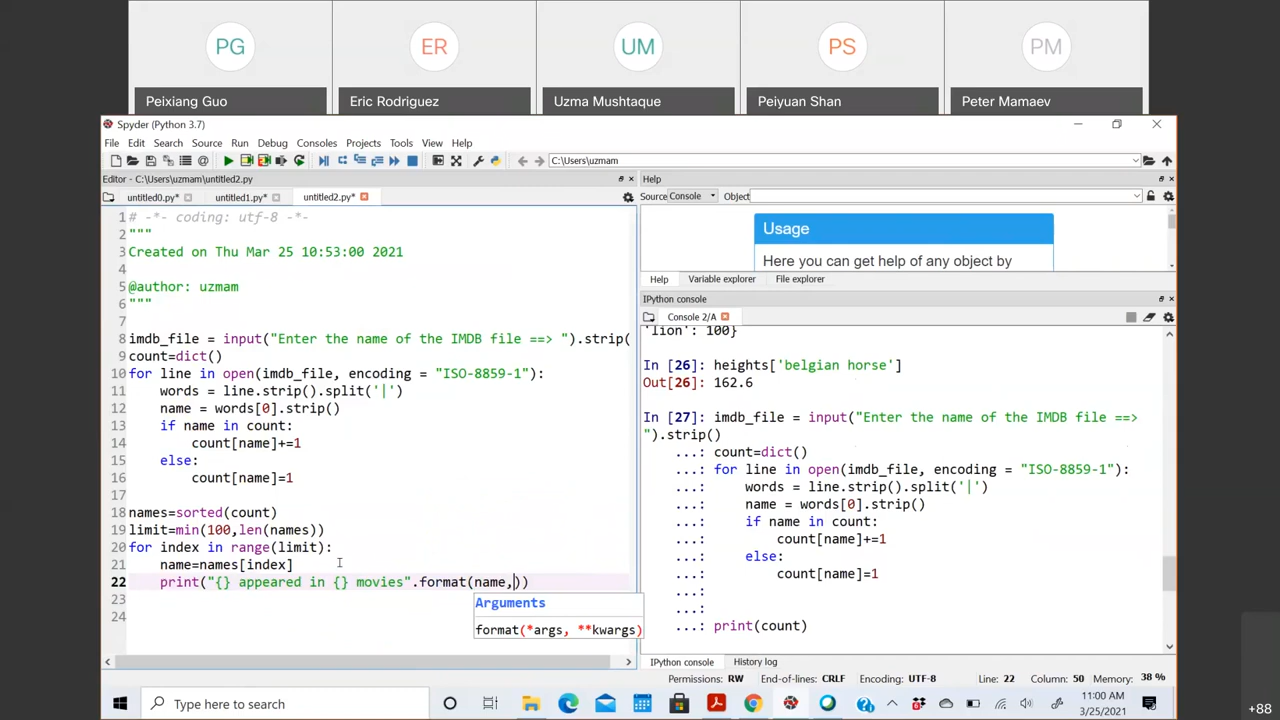 PG
ER
UM
PS
PM
Peixiang Guo
Eric Rodriguez
Uzma Mushtaque
Peiyuan Shan
Peter Mamaev
Spyder (Python 3.7)
File Edit Search Source Run Debug Consoles Projects Tools View Help
C:\Users\uzmam
Editor - C:\Users\uzmam\untitled2.py
untitled0.py* untitled1.py* untitled2.py*
1 # -*- coding: utf-8 -*-
2 """
3 Created on Thu Mar 25 10:53:00 2021
4
5 @author: uzmam
6 """
7
8 imdb_file = input("Enter the name of the IMDB file ==> ").strip(
9 count=dict()
10 for line in open(imdb_file, encoding = "ISO-8859-1"):
11 words = line.strip().split('|')
12 name = words[0].strip()
13 if name in count:
14 count[name]+=1
15 else:
16 count[name]=1
17
18 names=sorted(count)
19 limit=min(100,len(names))
20 for index in range(limit):
21 name=names[index]
22 print("{} appeared in {} movies".format(name,))
23
24
Arguments
format(*args, **kwargs)
Help
Source Console Object
Usage
Here you can get help of any object by
Help Variable explorer File explorer
IPython console
Console 2/A
'lion': 100}
In [26]: heights['belgian horse']
Out[26]: 162.6
In [27]: imdb_file = input("Enter the name of the IMDB file ==>
").strip()
...: count=dict()
...: for line in open(imdb_file, encoding = "ISO-8859-1"):
...: words = line.strip().split('|')
...: name = words[0].strip()
...: if name in count:
...: count[name]+=1
...: else:
...: count[name]=1
...:
...:
...: print(count)
IPython console History log
Permissions: RW End-of-lines: CRLF Encoding: UTF-8 Line: 22 Column: 50 Memory: 38 %
Type here to search
11:00 AM
3/25/2021
+88